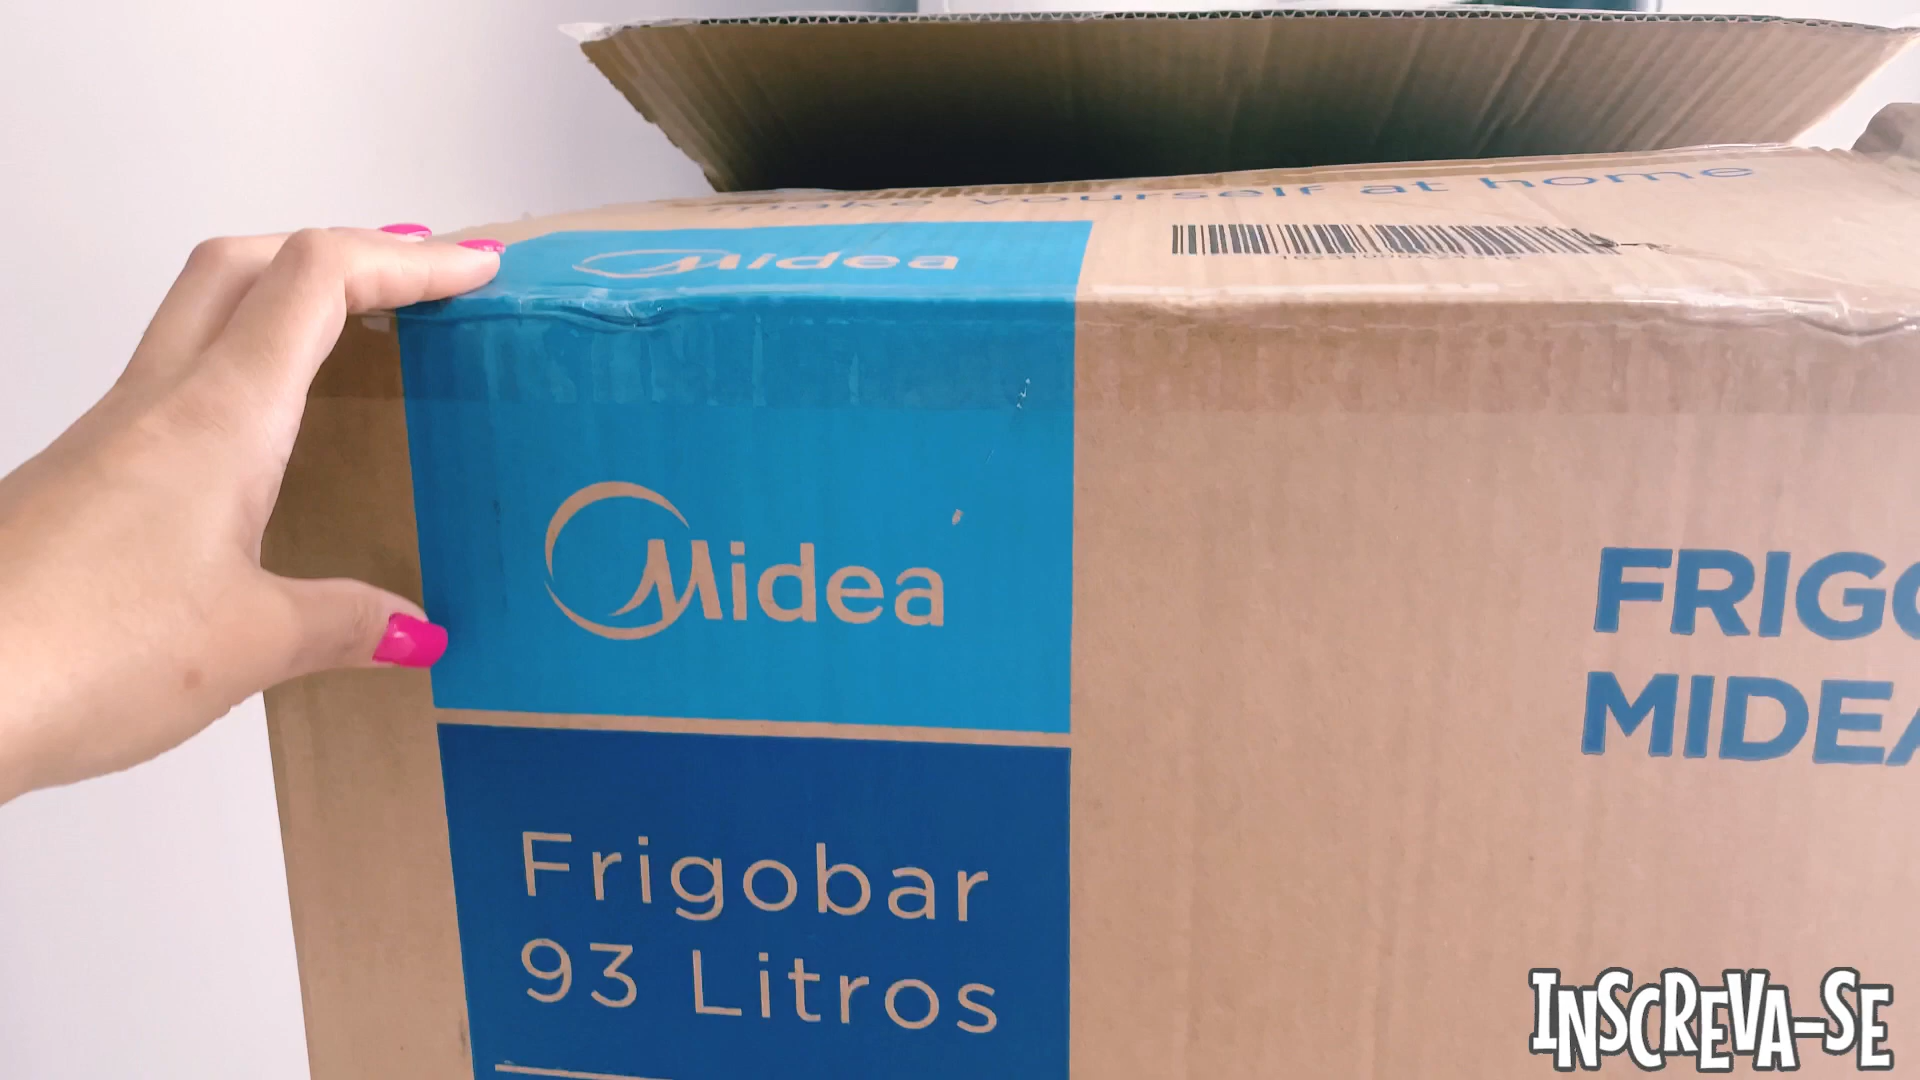 make yourself at home
Midea
Midea
FRIGO
MIDEA
Frigobar
93 Litros
INSCREVA-SE